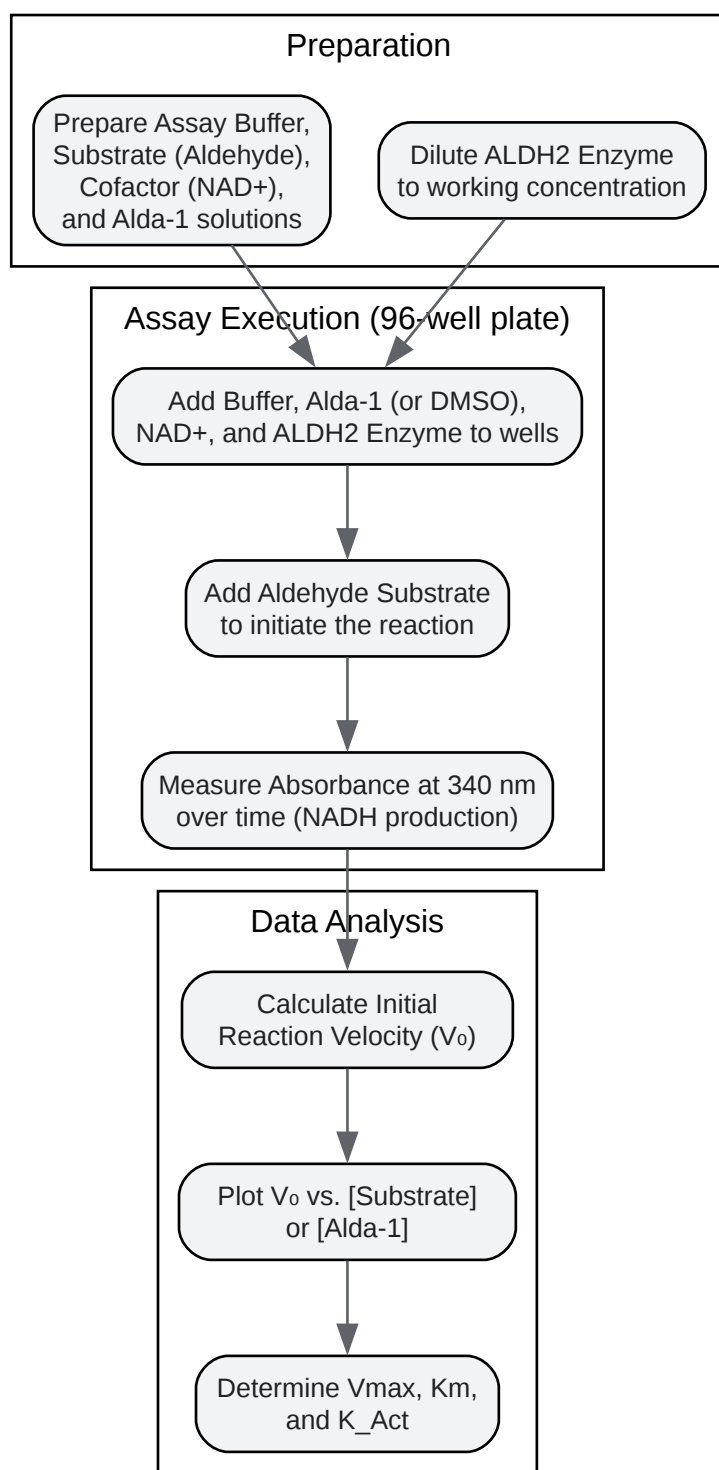 Preparation
Prepare Assay Buffer,
Substrate (Aldehyde),
Cofactor (NAD+),
and Alda-1 solutions
Dilute ALDH2 Enzyme
to working concentration
Assay Execution (96-well plate)
Add Buffer, Alda-1 (or DMSO),
NAD+, and ALDH2 Enzyme to wells
Add Aldehyde Substrate
to initiate the reaction
Measure Absorbance at 340 nm
over time (NADH production)
Data Analysis
Calculate Initial
Reaction Velocity (V₀)
Plot V₀ vs. [Substrate]
or [Alda-1]
Determine Vmax, Km,
and K_Act